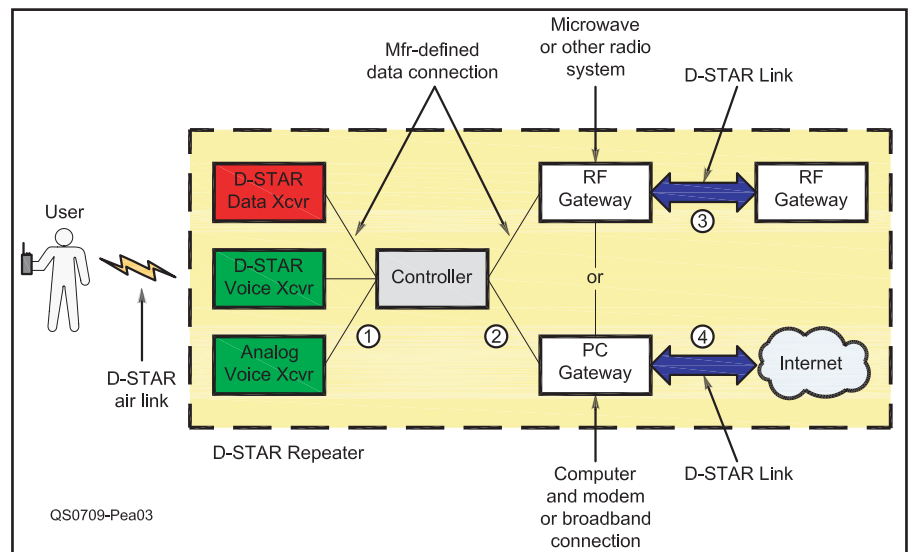 Microwave
or other radio
system
Mfr-defined
data connection
D-STAR Link
User
D-STAR
Data Xcvr
RF
Gateway
RF
Gateway
3
D-STAR
Voice Xcvr
Controller
or
1
2
4
Analog
Voice Xcvr
PC
Gateway
Internet
D-STAR
air link
D-STAR Repeater
Computer
and modem
or broadband
connection
D-STAR Link
QS0709-Pea03